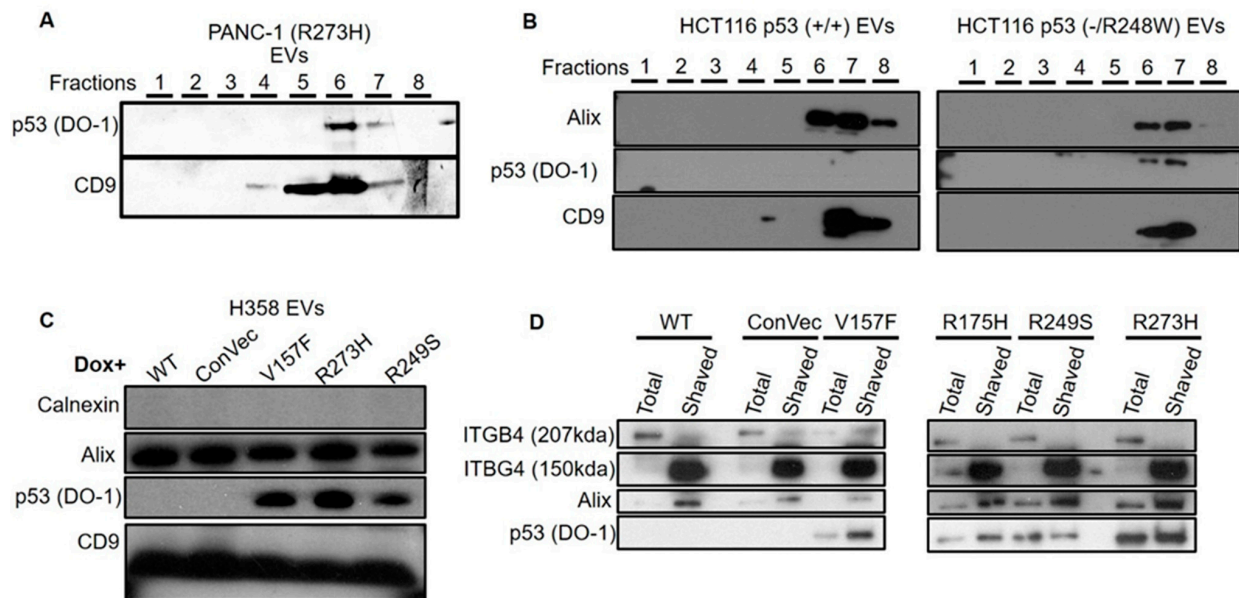 A
PANC-1 (R273H)
EVs
Fractions 1 2 3 4 5 6 7 8
p53 (DO-1)
CD9
B
HCT116 p53 (+/+) EVs
HCT116 p53 (-/R248W) EVs
Fractions 1 2 3 4 5 6 7 8
1 2 3 4 5 6 7 8
Alix
p53 (DO-1)
CD9
C
H358 EVs
Dox+ WT ConVec V157F R273H R249S
Calnexin
Alix
p53 (DO-1)
CD9
D
WT ConVec V157F R175H R249S R273H
Total Shaved Total Shaved Total Shaved Total Shaved Total Shaved Total Shaved
ITGB4 (207kda)
ITBG4 (150kda)
Alix
p53 (DO-1)